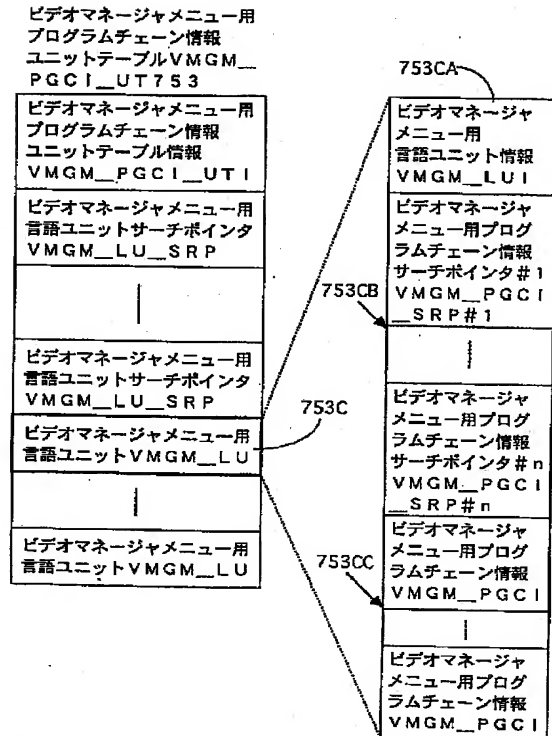 ビデオマネージャメニュー用
プログラムチェーン情報
ユニットテーブルVMGM__
PGCI__UT753
ビデオマネージャメニュー用
プログラムチェーン情報
ユニットテーブル情報
VMGM__PGCI__UTI
ビデオマネージャメニュー用
言語ユニットサーチポインタ
VMGM__LU__SRP
ビデオマネージャメニュー用
言語ユニットサーチポインタ
VMGM__LU__SRP
ビデオマネージャメニュー用
言語ユニットVMGM__LU
ビデオマネージャメニュー用
言語ユニットVMGM__LU
753C
753CA
ビデオマネージャ
メニュー用
言語ユニット情報
VMGM__LUI
ビデオマネージャ
メニュー用プログ
ラムチェーン情報
サーチポインタ#1
VMGM__PGCI
__SRP#1
753CB
ビデオマネージャ
メニュー用プログ
ラムチェーン情報
サーチポインタ#n
VMGM__PGCI
__SRP#n
ビデオマネージャ
メニュー用プログ
ラムチェーン情報
VMGM__PGCI
753CC
ビデオマネージャ
メニュー用プログ
ラムチェーン情報
VMGM__PGCI